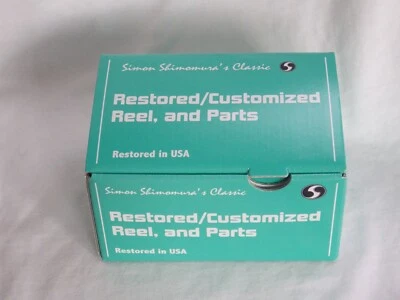 Simon Shimomura's Classic
Restored/Customized
Reel, and Parts
Restored in USA
Simon Shimomura's Classic
Restored/Customized
Reel, and Parts
Restored in USA